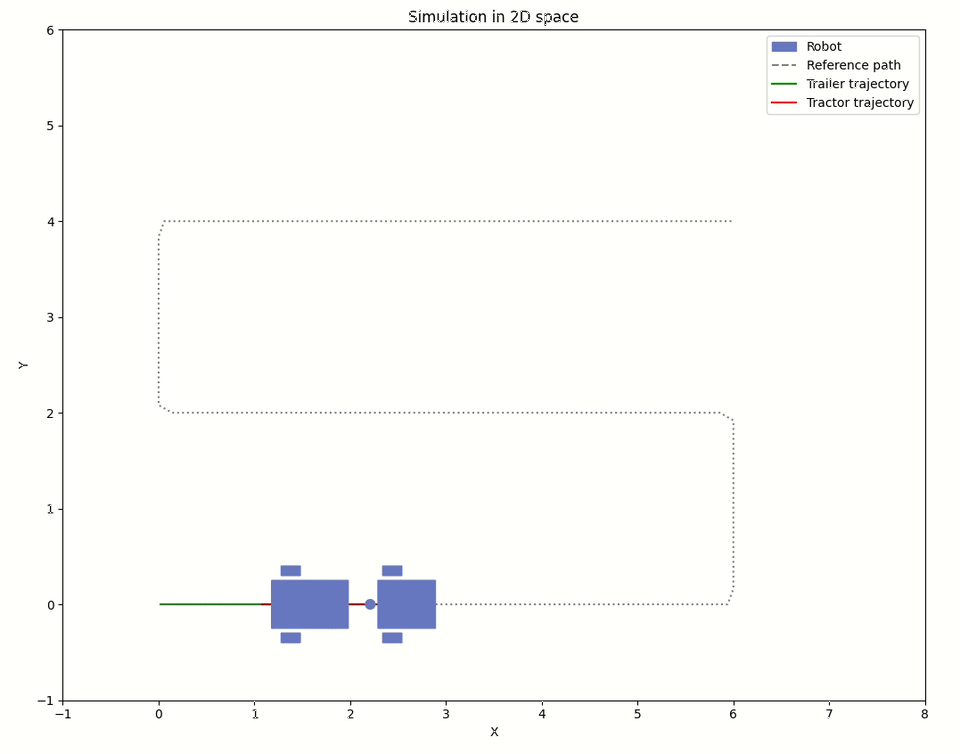 Simulation in 2D space
Robot
Reference path
Trailer trajectory
Tractor trajectory
6
5
4
3
2
1
0
−1
Y
−1 0 1 2 3 4 5 6 7 8
X